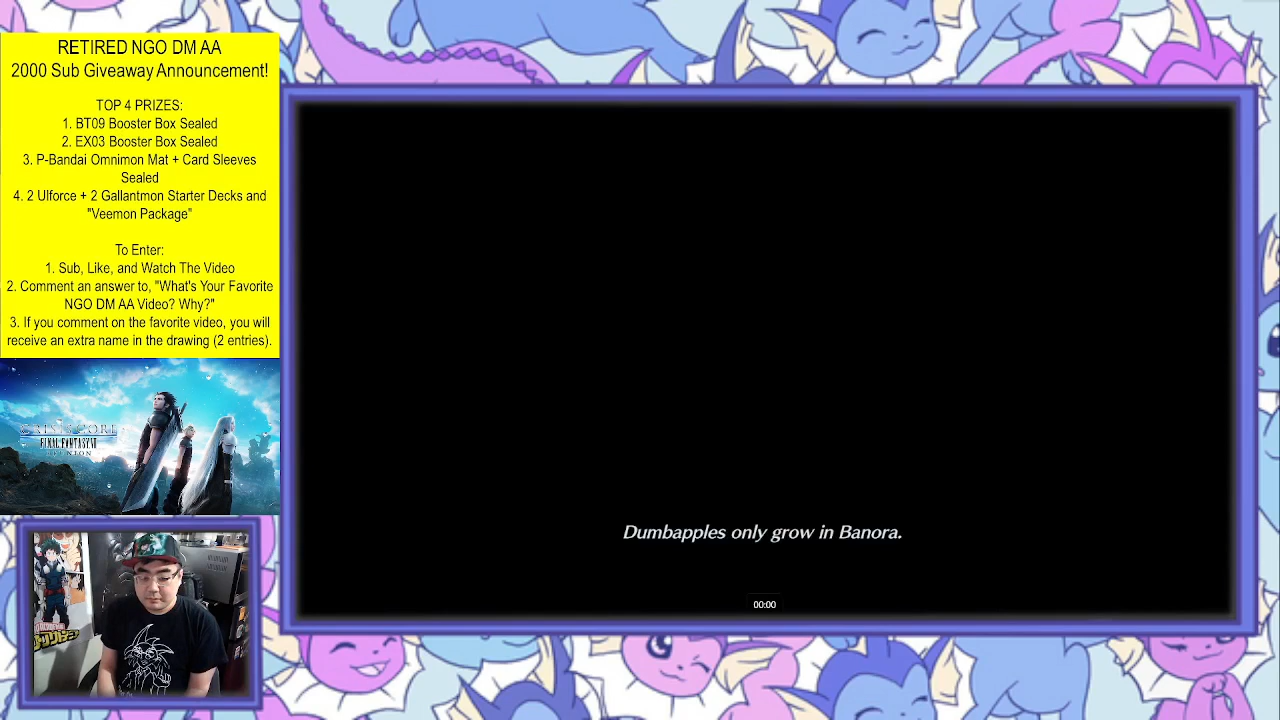 RETIRED NGO DM AA
2000 Sub Giveaway Announcement!
TOP 4 PRIZES:
1. BT09 Booster Box Sealed
2. EX03 Booster Box Sealed
3. P-Bandai Omnimon Mat + Card Sleeves
Sealed
4. 2 Ulforce + 2 Gallantmon Starter Decks and
"Veemon Package"
To Enter:
1. Sub, Like, and Watch The Video
2. Comment an answer to, "What's Your Favorite
NGO DM AA Video? Why?"
3. If you comment on the favorite video, you will
receive an extra name in the drawing (2 entries).
CRISIS CORE
FINAL FANTASY VII
REUNION
Dumbapples only grow in Banora.
00:00